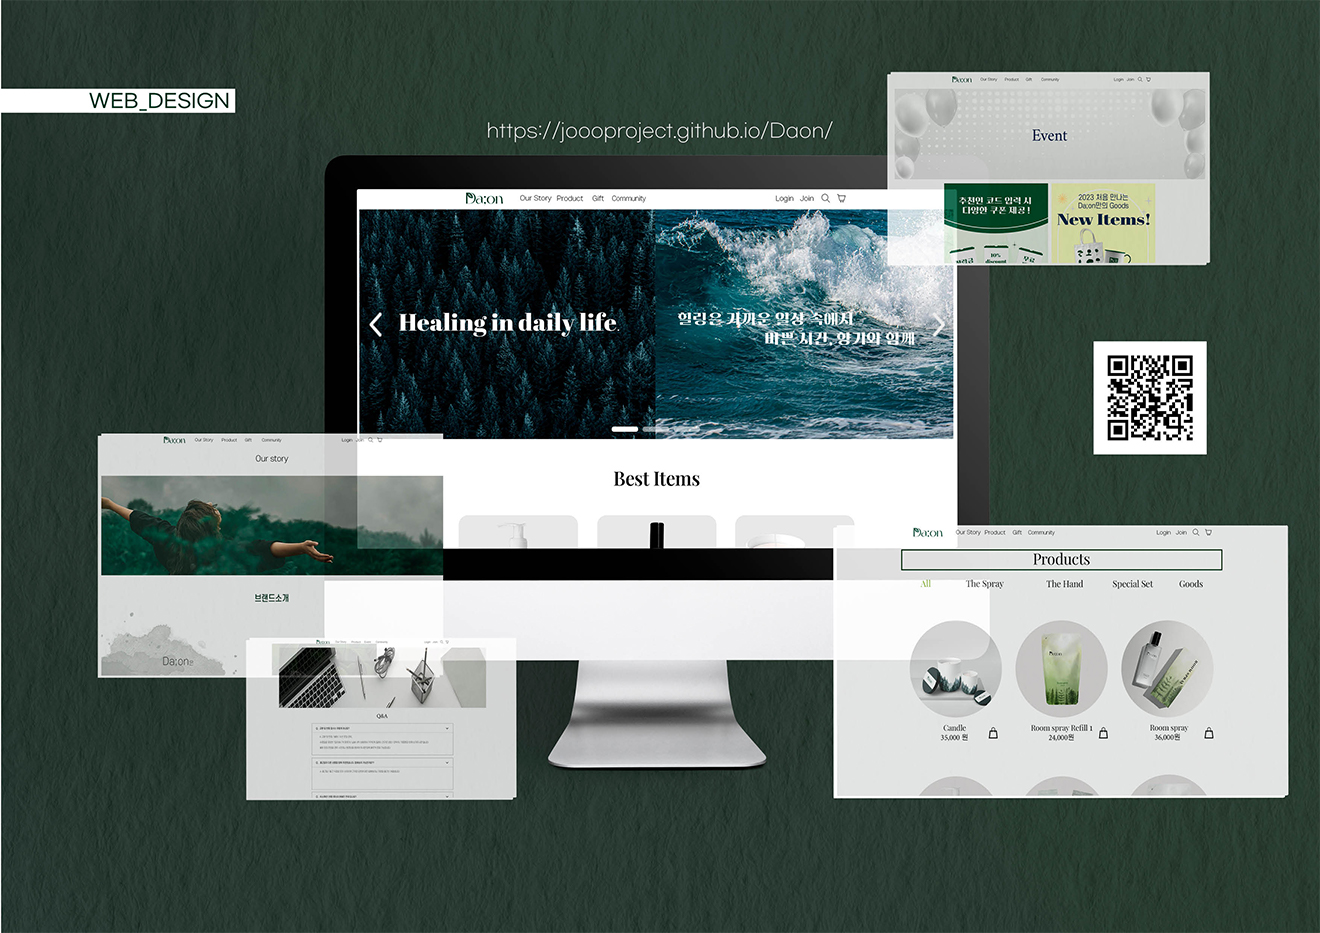 WEB_DESIGN
https://joooproject.github.io/Daon/
Da:on Our Story Product Gift Community Login Join
Healing in daily life.
힐링을 가까운 일상 속에서
바쁜 시간, 향기와 함께
Best Items
Da:on Our Story Product Gift Community Login Join
Event
추천인 코드 입력 시
다양한 쿠폰 제공!
10%
discount
2023 처음 만나는
Da:on만의 Goods
New Items!
Da:on Our Story Product Gift Community Login Join
Our story
브랜드소개
Da:on은
Da:on
Q&A
Da:on Our Story Product Gift Community Login Join
Products
All The Spray The Hand Special Set Goods
Candle
35,000 원
Room spray Refill 1
24,000원
Room spray
36,000원